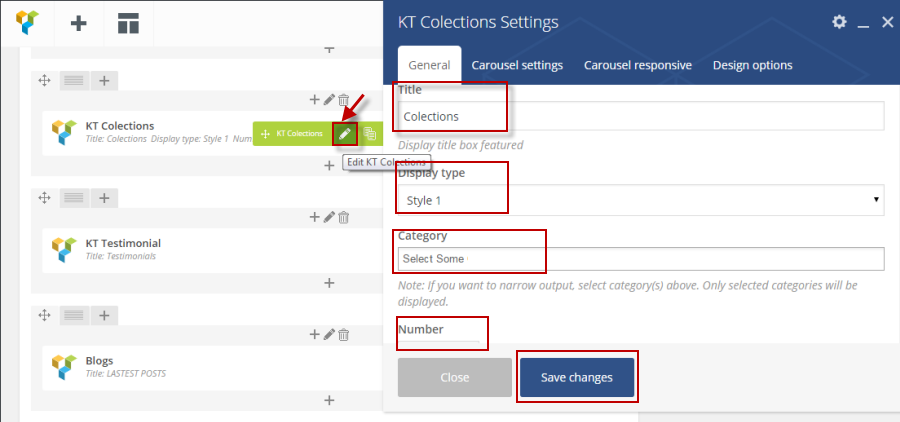 KT Colections
Title: Colections Display type: Style 1 Num
KT Colections
Edit KT Colections
KT Testimonial
Title: Testimonials
Blogs
Title: LASTEST POSTS
KT Colections Settings
General Carousel settings Carousel responsive Design options
Title
Colections
Display title box featured
Display type
Style 1
Category
Select Some
Note: If you want to narrow output, select category(s) above. Only selected categories will be
displayed.
Number
Close Save changes